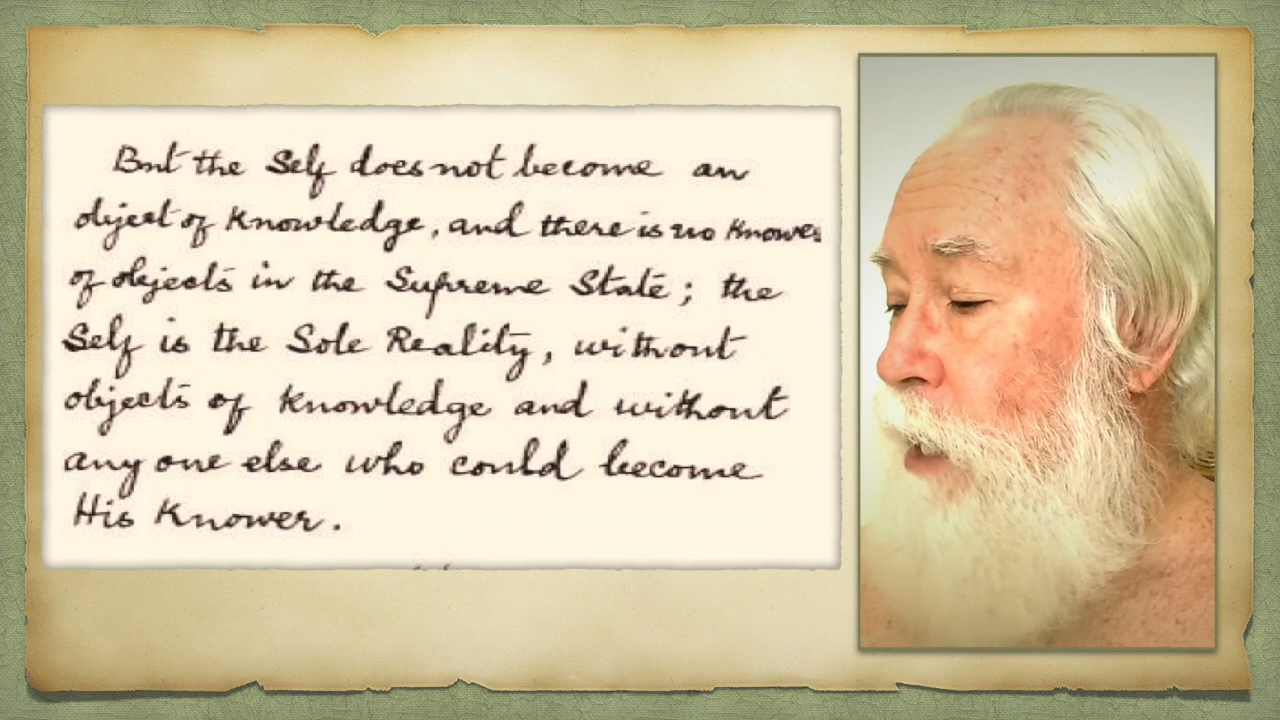 But the Self does not become an
object of Knowledge, and there is no Knower
of objects in the Supreme State; the
Self is the Sole Reality, without
objects of Knowledge and without
any one else who could become
His Knower.